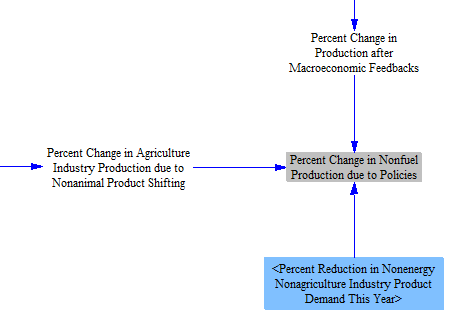 Percent Change in
Production after
Macroeconomic Feedbacks
Percent Change in Agriculture
Industry Production due to
Nonanimal Product Shifting
Percent Change in Nonfuel
Production due to Policies
<Percent Reduction in Nonenergy
Nonagriculture Industry Product
Demand This Year>